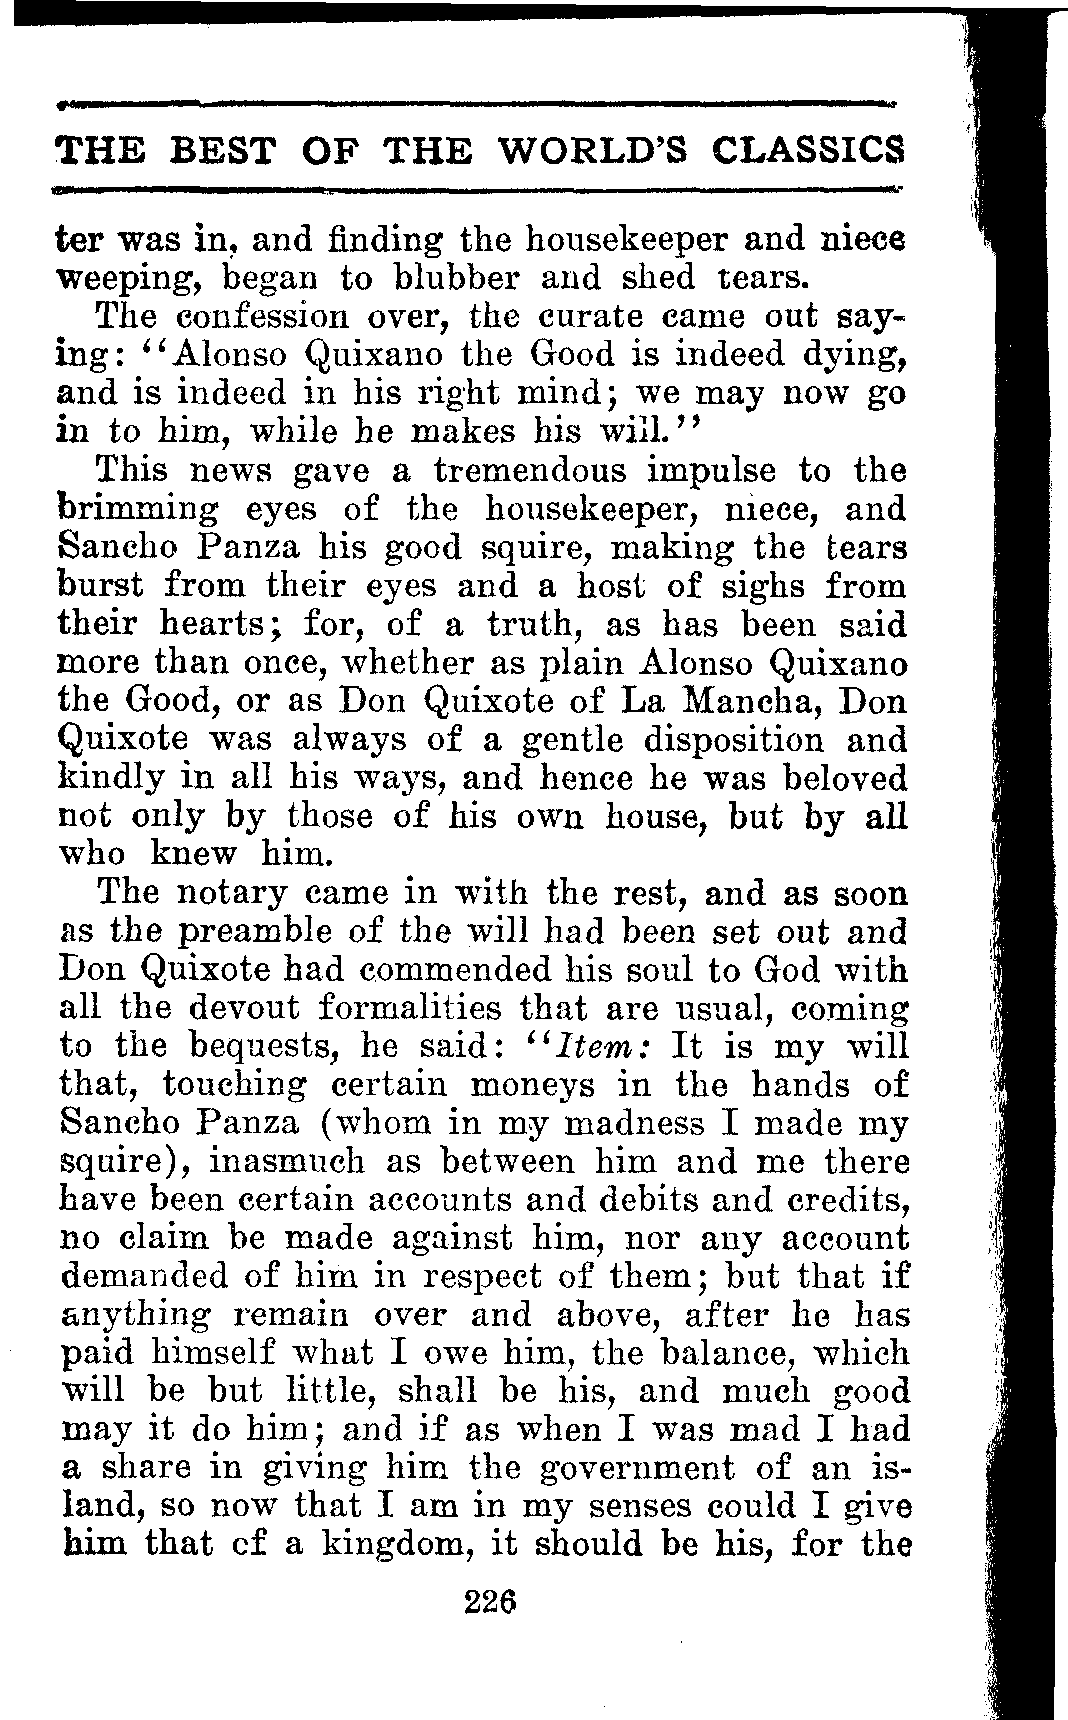 THE BEST OF THE WORLD'S CLASSICS
ter was in, and finding the housekeeper and niece
weeping, began to blubber and shed tears.
The confession over, the curate came out say-
ing: "Alonso Quixano the Good is indeed dying,
and is indeed in his right mind; we may now go
in to him, while he makes his will."
This news gave a tremendous impulse to the
brimming eyes of the housekeeper, niece, and
Sancho Panza his good squire, making the tears
burst from their eyes and a host of sighs from
their hearts; for, of a truth, as has been said
more than once, whether as plain Alonso Quixano
the Good, or as Don Quixote of La Mancha, Don
Quixote was always of a gentle disposition and
kindly in all his ways, and hence he was beloved
not only by those of his own house, but by all
who knew him.
The notary came in with the rest, and as soon
as the preamble of the will had been set out and
Don Quixote had commended his soul to God with
all the devout formalities that are usual, coming
to the bequests, he said: "Item: It is my will
that, touching certain moneys in the hands of
Sancho Panza (whom in my madness I made my
squire), inasmuch as between him and me there
have been certain accounts and debits and credits,
no claim be made against him, nor any account
demanded of him in respect of them; but that if
anything remain over and above, after he has
paid himself what I owe him, the balance, which
will be but little, shall be his, and much good
may it do him; and if as when I was mad I had
a share in giving him the government of an is-
land, so now that I am in my senses could I give
him that of a kingdom, it should be his, for the
226